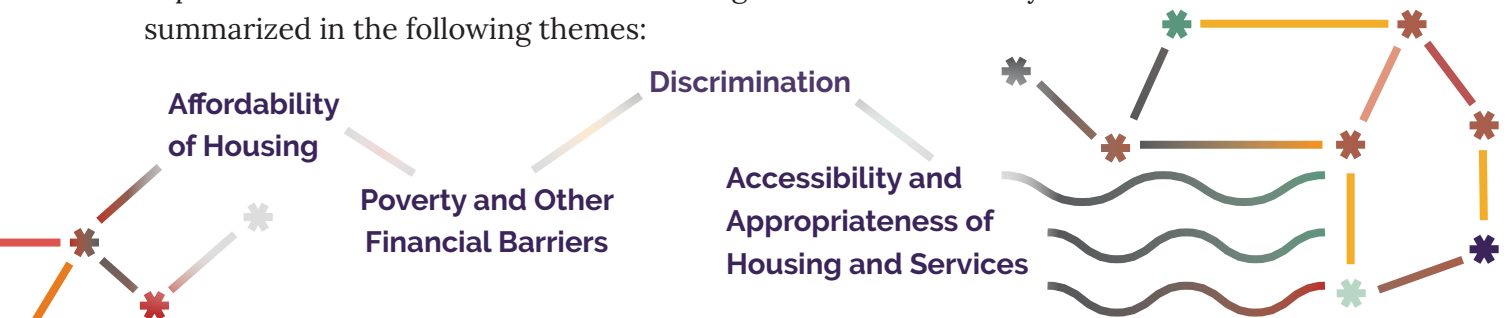 summarized in the following themes:
Affordability
of Housing
Poverty and Other
Financial Barriers
Discrimination
Accessibility and
Appropriateness of
Housing and Services